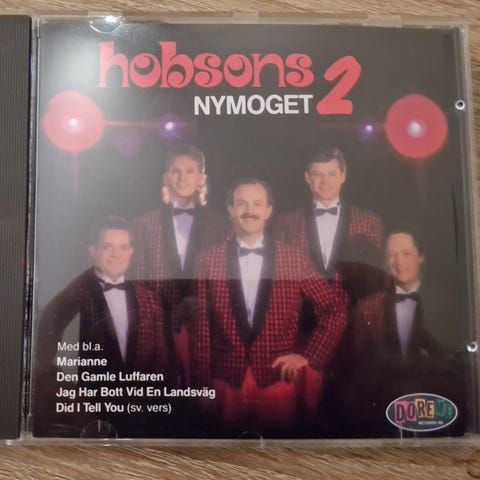 hobsons
NYMOGET 2
Med bl.a.
Marianne
Den Gamle Luffaren
Jag Har Bott Vid En Landsväg
Did I Tell You (sv. vers)
DOREMI
RECORDS AB